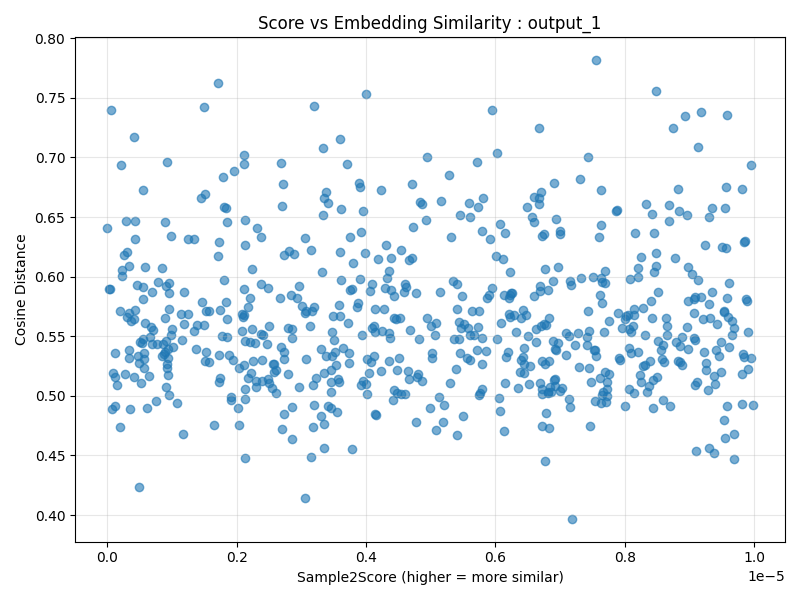 Score vs Embedding Similarity : output_1
Cosine Distance
0.80
0.75
0.70
0.65
0.60
0.55
0.50
0.45
0.40
0.0 0.2 0.4 0.6 0.8 1.0
1e−5
Sample2Score (higher = more similar)